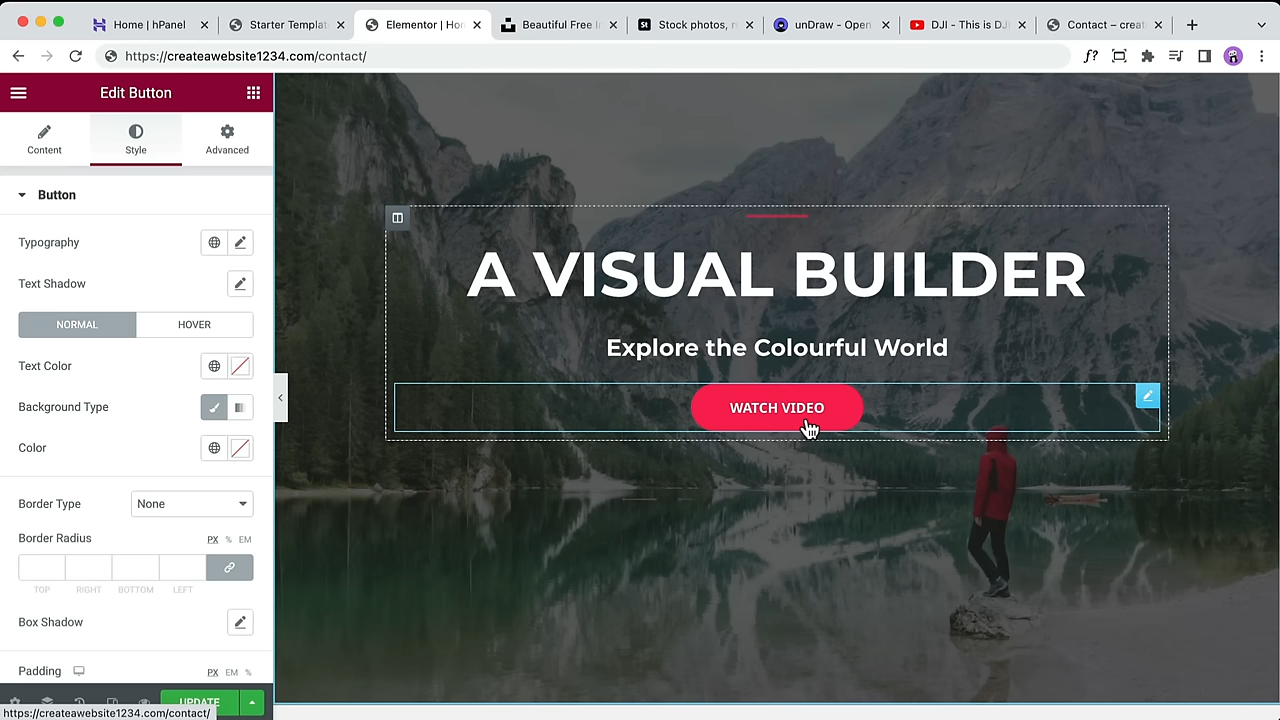 Home | hPanel
Starter Templat
Elementor | Ho
Beautiful Free I
Stock photos, r
unDraw - Open
DJI - This is DJ
Contact – creat
https://createawebsite1234.com/contact/
f?
Edit Button
Content
Style
Advanced
Button
Typography
Text Shadow
NORMAL
HOVER
Text Color
Background Type
Color
Border Type
None
Border Radius
PX % EM
TOP RIGHT BOTTOM LEFT
Box Shadow
Padding
PX EM %
UPDATE
https://createawebsite1234.com/contact/
A VISUAL BUILDER
Explore the Colourful World
WATCH VIDEO